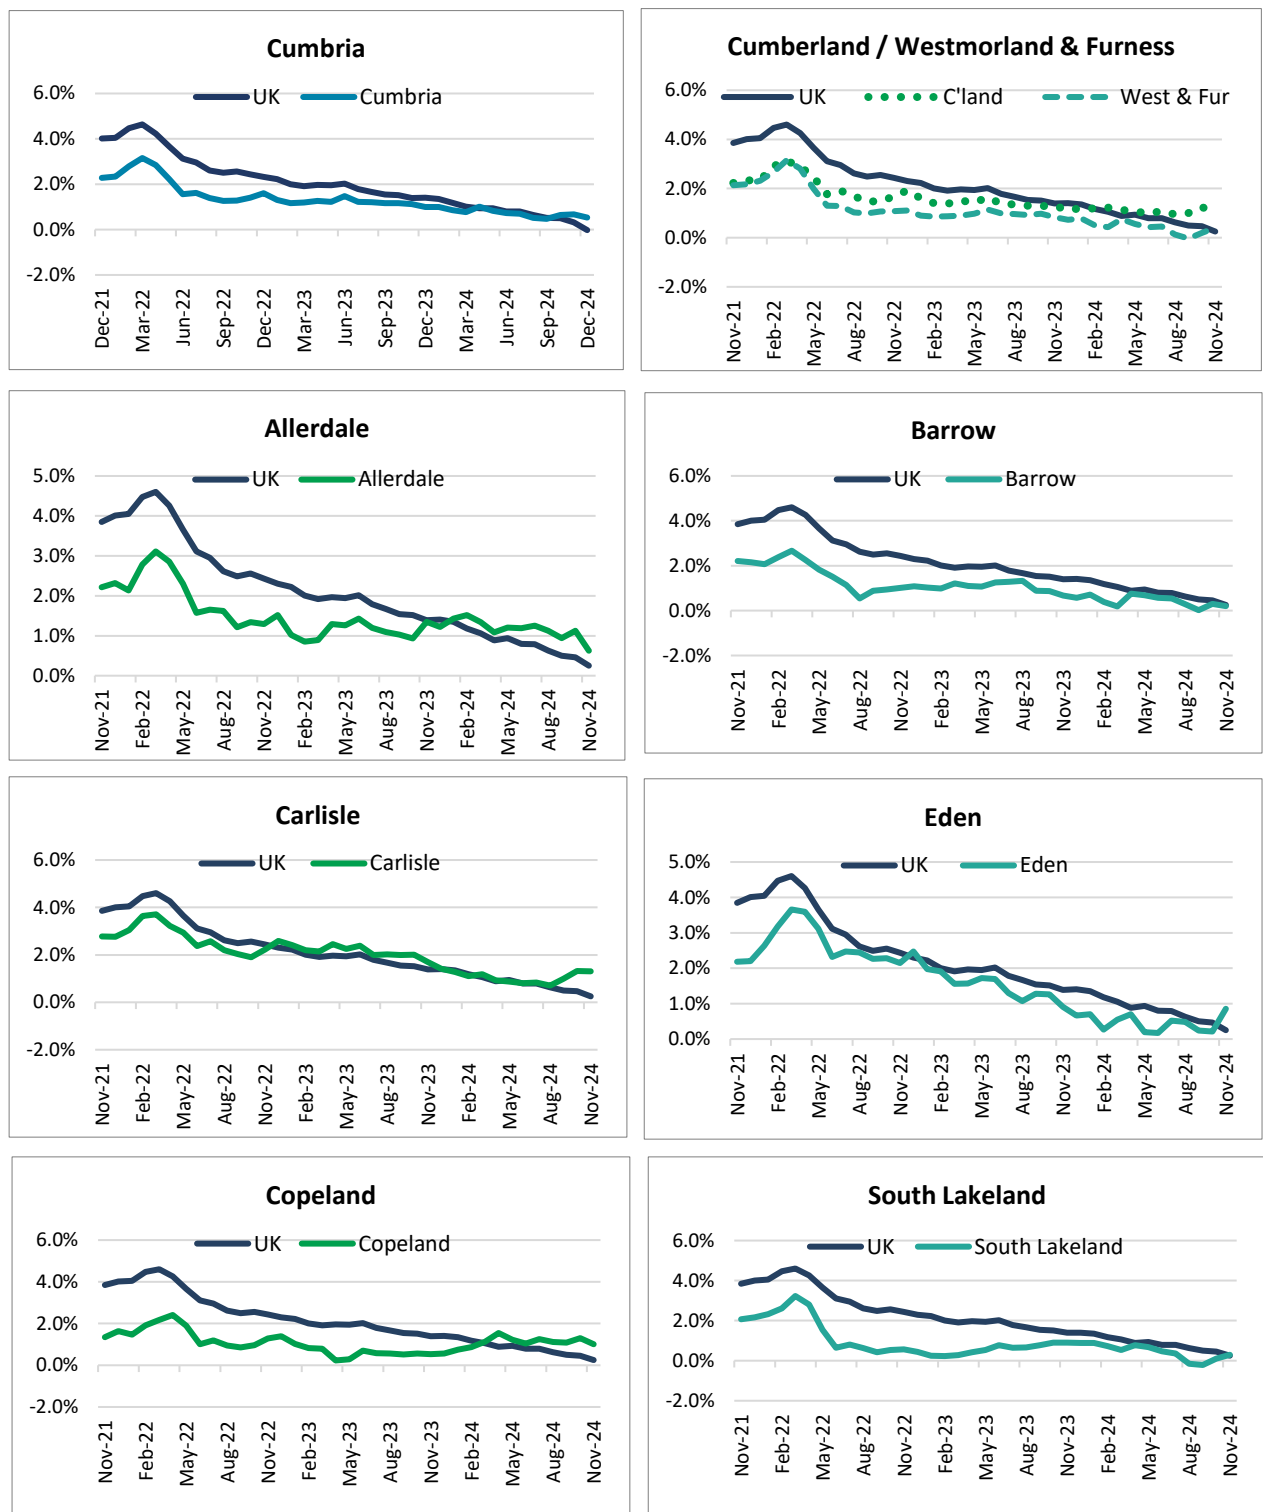 Cumbria
UK Cumbria
6.0%
4.0%
2.0%
0.0%
-2.0%
Dec-21 Mar-22 Jun-22 Sep-22 Dec-22 Mar-23 Jun-23 Sep-23 Dec-23 Mar-24 Jun-24 Sep-24 Dec-24
Cumberland / Westmorland & Furness
UK C'land West & Fur
6.0%
4.0%
2.0%
0.0%
-2.0%
Nov-21 Feb-22 May-22 Aug-22 Nov-22 Feb-23 May-23 Aug-23 Nov-23 Feb-24 May-24 Aug-24 Nov-24
Allerdale
UK Allerdale
5.0%
4.0%
3.0%
2.0%
1.0%
0.0%
Nov-21 Feb-22 May-22 Aug-22 Nov-22 Feb-23 May-23 Aug-23 Nov-23 Feb-24 May-24 Aug-24 Nov-24
Barrow
UK Barrow
6.0%
4.0%
2.0%
0.0%
-2.0%
Nov-21 Feb-22 May-22 Aug-22 Nov-22 Feb-23 May-23 Aug-23 Nov-23 Feb-24 May-24 Aug-24 Nov-24
Carlisle
UK Carlisle
6.0%
4.0%
2.0%
0.0%
-2.0%
Nov-21 Feb-22 May-22 Aug-22 Nov-22 Feb-23 May-23 Aug-23 Nov-23 Feb-24 May-24 Aug-24 Nov-24
Eden
UK Eden
5.0%
4.0%
3.0%
2.0%
1.0%
0.0%
Nov-21 Feb-22 May-22 Aug-22 Nov-22 Feb-23 May-23 Aug-23 Nov-23 Feb-24 May-24 Aug-24 Nov-24
Copeland
UK Copeland
6.0%
4.0%
2.0%
0.0%
-2.0%
Nov-21 Feb-22 May-22 Aug-22 Nov-22 Feb-23 May-23 Aug-23 Nov-23 Feb-24 May-24 Aug-24 Nov-24
South Lakeland
UK South Lakeland
6.0%
4.0%
2.0%
0.0%
-2.0%
Nov-21 Feb-22 May-22 Aug-22 Nov-22 Feb-23 May-23 Aug-23 Nov-23 Feb-24 May-24 Aug-24 Nov-24